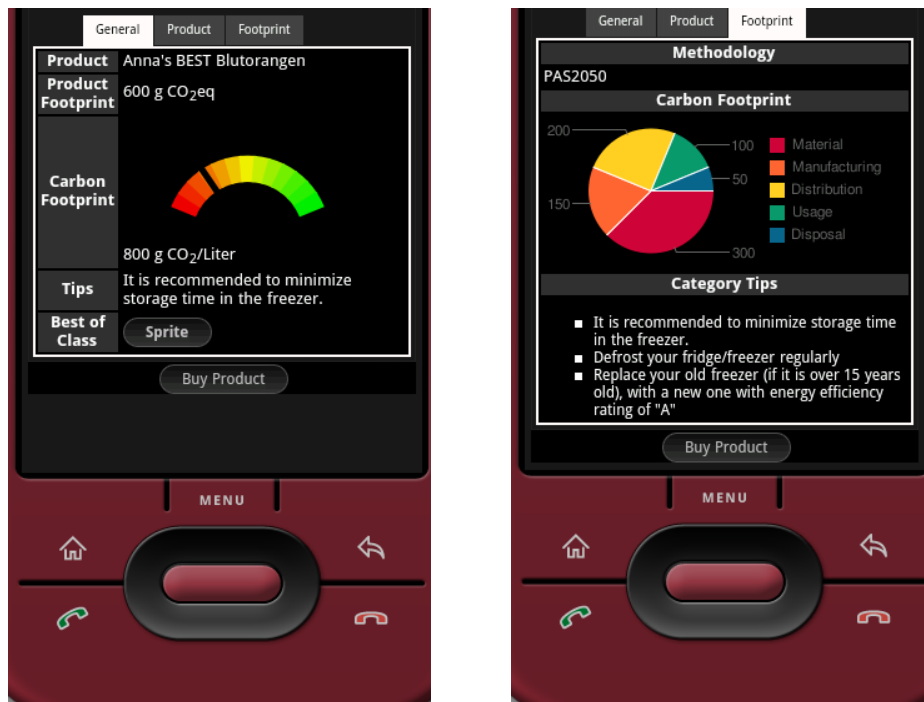 General
Product
Footprint
Product
Anna's BEST Blutorangen
Product
Footprint
600 g CO₂eq
Carbon
Footprint
800 g CO₂/Liter
Tips
It is recommended to minimize
storage time in the freezer.
Best of
Class
Sprite
Buy Product
MENU
General
Product
Footprint
Methodology
PAS2050
Carbon Footprint
200
100
50
150
300
Material
Manufacturing
Distribution
Usage
Disposal
Category Tips
It is recommended to minimize storage time
in the freezer.
Defrost your fridge/freezer regularly
Replace your old freezer (if it is over 15 years
old), with a new one with energy efficiency
rating of "A"
Buy Product
MENU